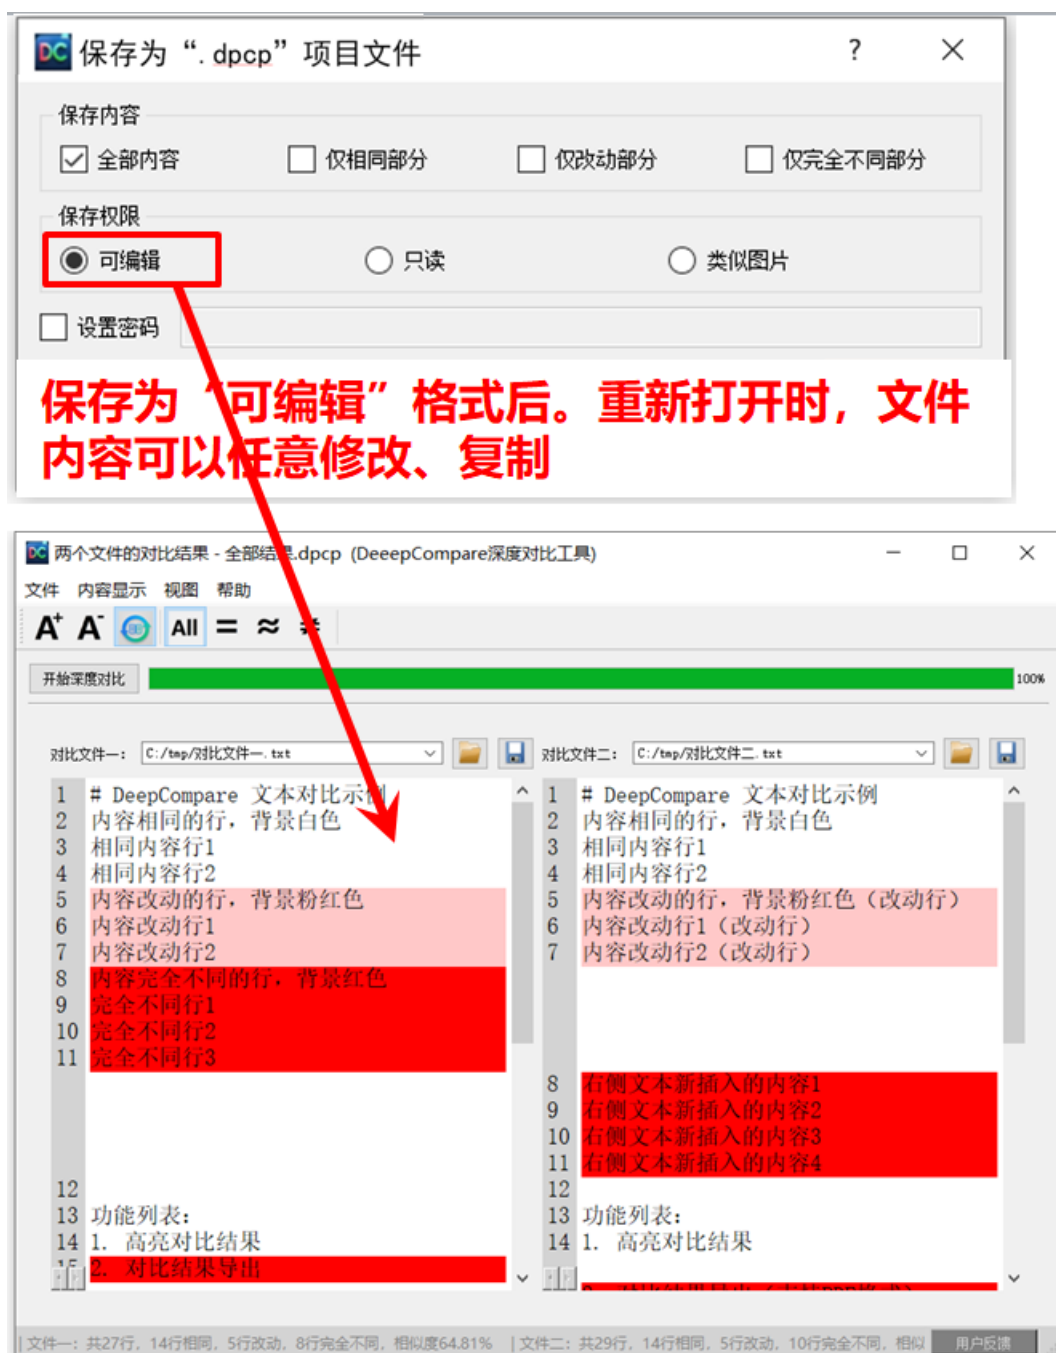 DC 保存为“.dpcp”项目文件 ?
保存内容
全部内容 仅相同部分 仅改动部分 仅完全不同部分
保存权限
可编辑 只读 类似图片
设置密码
保存为“可编辑”格式后。重新打开时，文件
内容可以任意修改、复制
DC 两个文件的对比结果 - 全部结果.dpcp (DeeepCompare深度对比工具)
文件 内容显示 视图 帮助
A+ A- All = ≈ ≠
开始深度对比 100%
对比文件一： C:/tmp/对比文件一.txt
1 # DeepCompare 文本对比示例
2 内容相同的行，背景白色
3 相同内容行1
4 相同内容行2
5 内容改动的行，背景粉红色
6 内容改动行1
7 内容改动行2
8 内容完全不同的行，背景红色
9 完全不同行1
10 完全不同行2
11 完全不同行3
12
13 功能列表：
14 1. 高亮对比结果
15 2. 对比结果导出
对比文件二： C:/tmp/对比文件二.txt
1 # DeepCompare 文本对比示例
2 内容相同的行，背景白色
3 相同内容行1
4 相同内容行2
5 内容改动的行，背景粉红色（改动行）
6 内容改动行1（改动行）
7 内容改动行2（改动行）
8 右侧文本新插入的内容1
9 右侧文本新插入的内容2
10 右侧文本新插入的内容3
11 右侧文本新插入的内容4
12
13 功能列表：
14 1. 高亮对比结果
文件一：共27行，14行相同，5行改动，8行完全不同，相似度64.81%
文件二：共29行，14行相同，5行改动，10行完全不同，相似
用户反馈